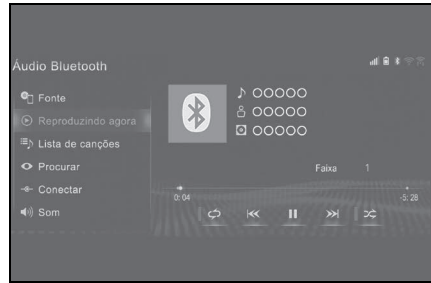 Áudio Bluetooth
Fonte
Reproduzindo agora
Lista de canções
Procurar
Conectar
Som
OOOOO
OOOOO
OOOOO
Faixa 1
0: 04 -5: 26